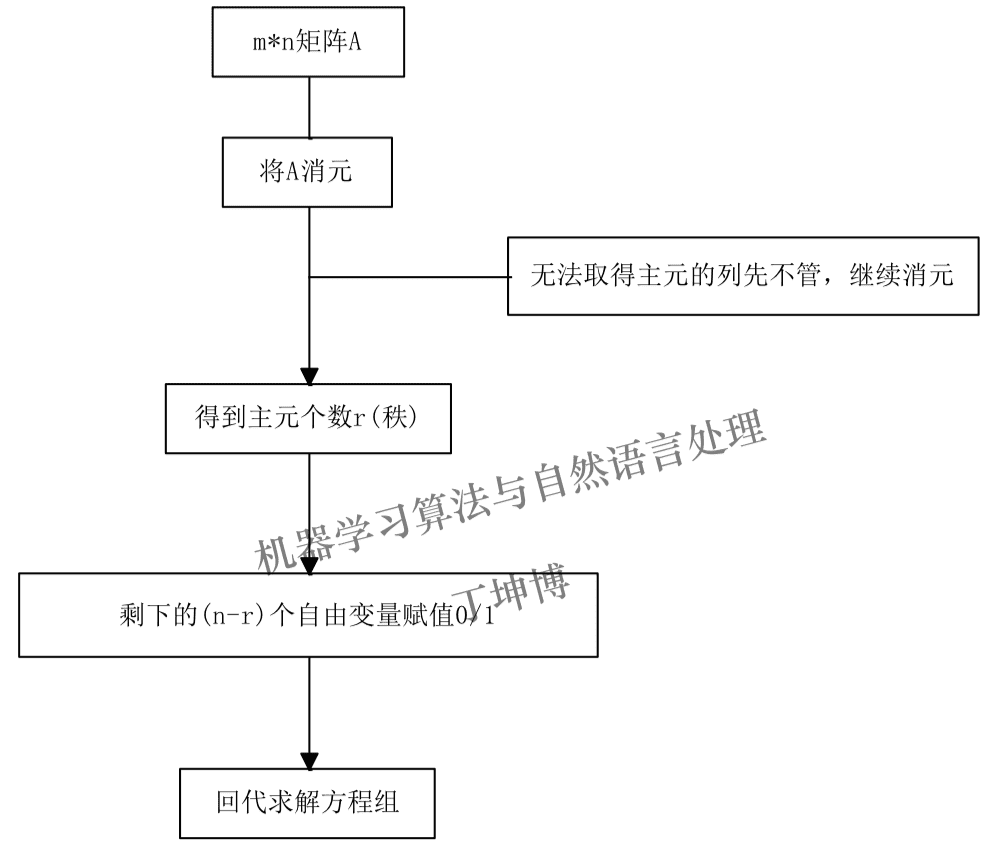 m*n矩阵A
将A消元
无法取得主元的列先不管，继续消元
得到主元个数r(秩)
机器学习算法与自然语言处理
丁坤博
剩下的(n-r)个自由变量赋值0/1
回代求解方程组